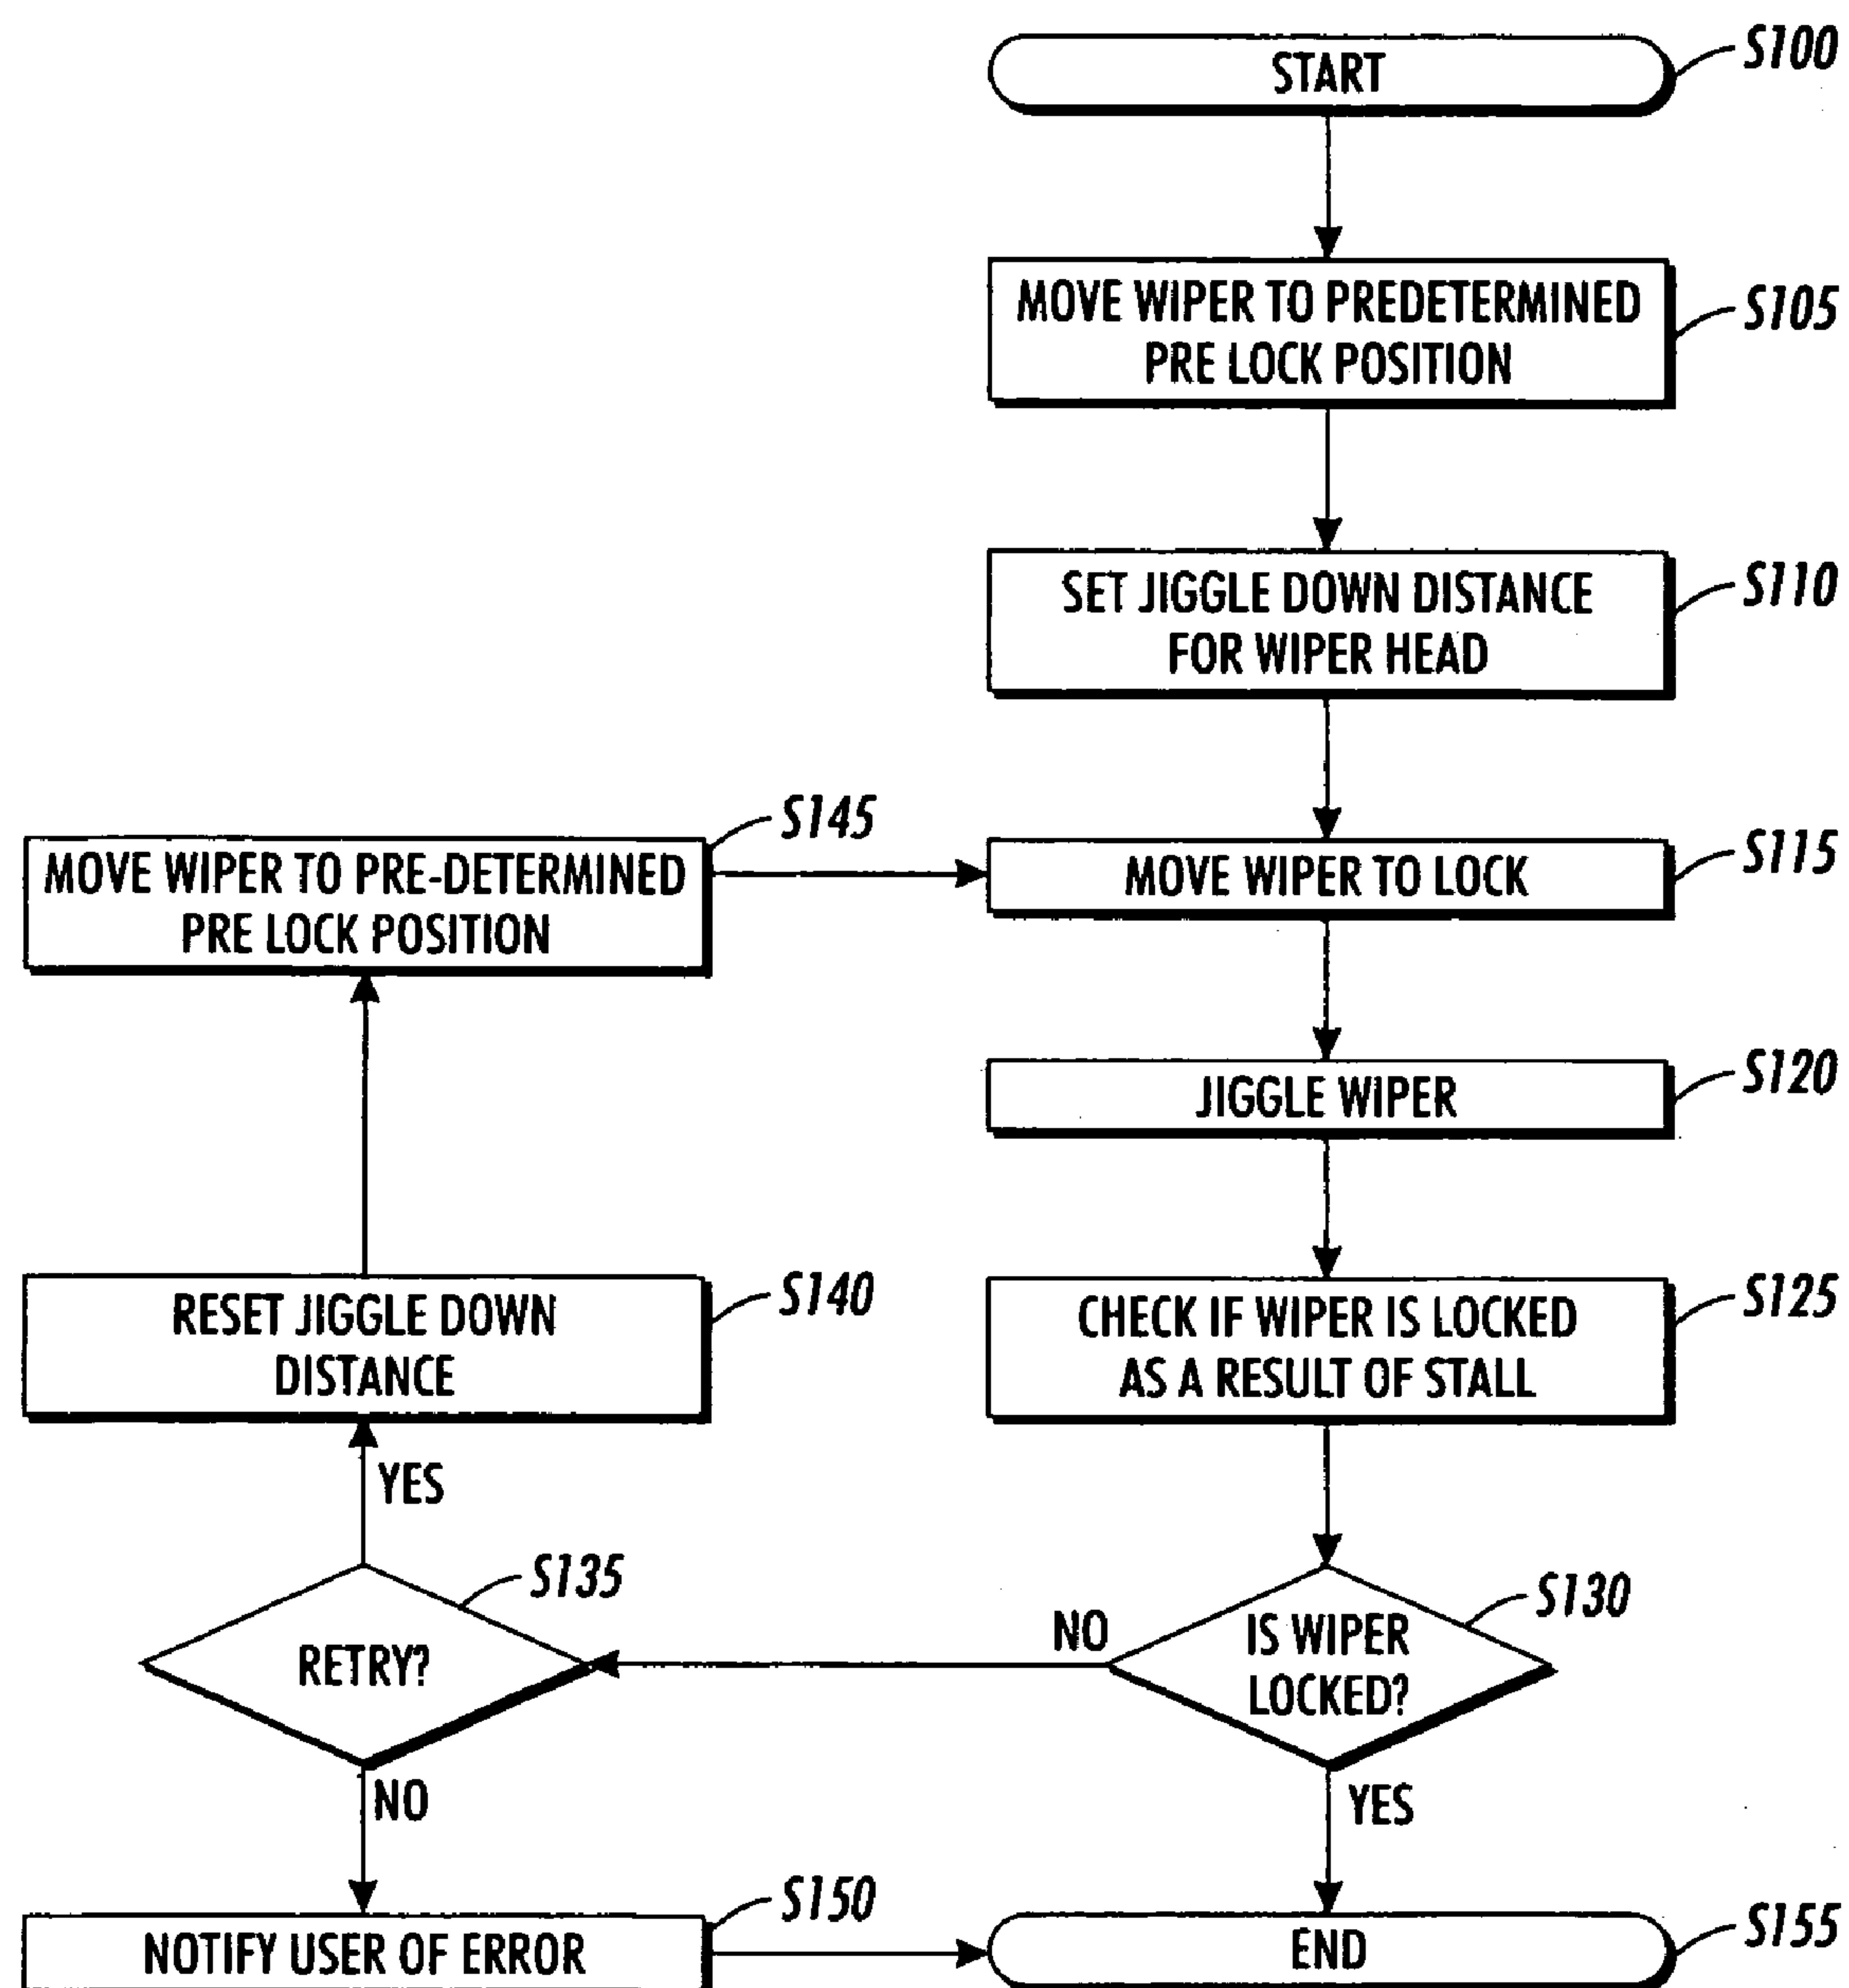 START
S100
MOVE WIPER TO PREDETERMINED
PRE LOCK POSITION
S105
SET JIGGLE DOWN DISTANCE
FOR WIPER HEAD
S110
MOVE WIPER TO PRE-DETERMINED
PRE LOCK POSITION
S145
MOVE WIPER TO LOCK
S115
JIGGLE WIPER
S120
RESET JIGGLE DOWN
DISTANCE
S140
CHECK IF WIPER IS LOCKED
AS A RESULT OF STALL
S125
YES
RETRY?
S135
NO
IS WIPER
LOCKED?
S130
NO
YES
NOTIFY USER OF ERROR
S150
END
S155